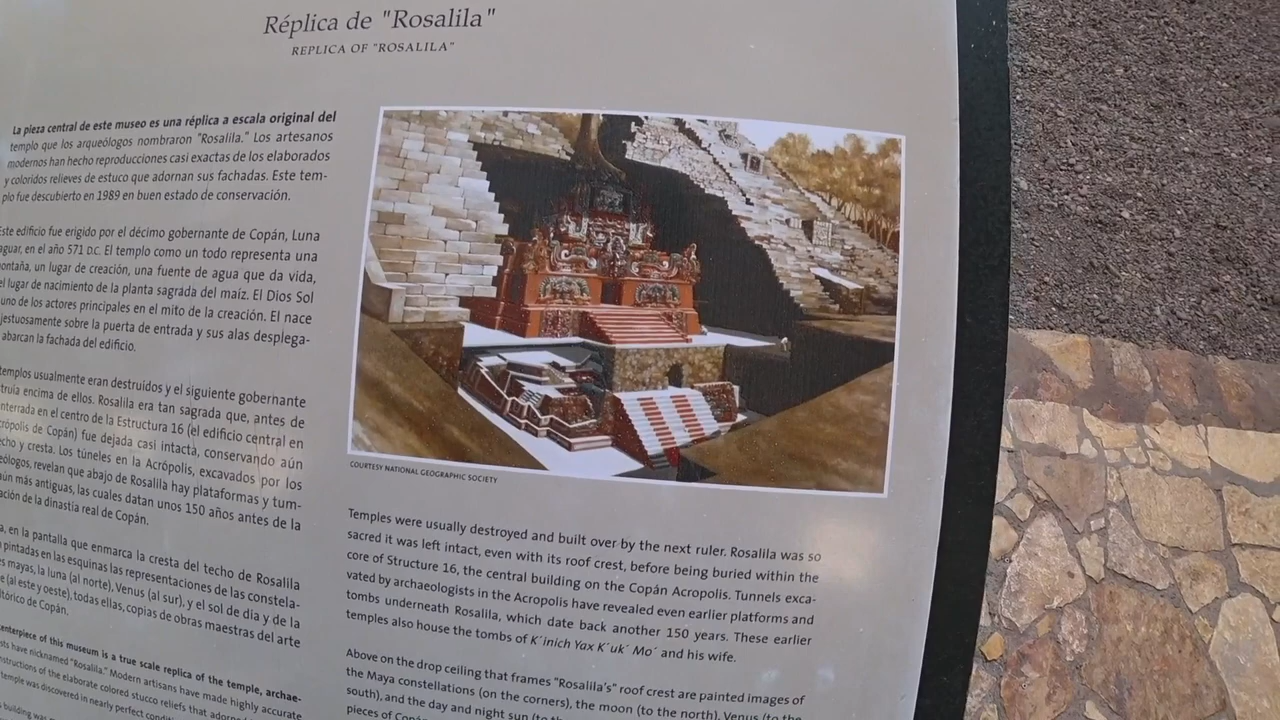 Réplica de "Rosalila"
REPLICA OF "ROSALILA"
La pieza central de este museo es una réplica a escala original del
templo que los arqueólogos nombraron "Rosalila." Los artesanos
modernos han hecho reproducciones casi exactas de los elaborados
y coloridos relieves de estuco que adornan sus fachadas. Este tem-
plo fue descubierto en 1989 en buen estado de conservación.
Este edificio fue erigido por el décimo gobernante de Copán, Luna
aguar, en el año 571 D.C. El templo como un todo representa una
ontaña, un lugar de creación, una fuente de agua que da vida,
el lugar de nacimiento de la planta sagrada del maíz. El Dios Sol
uno de los actores principales en el mito de la creación. El nace
jestuosamente sobre la puerta de entrada y sus alas desplega-
abarcan la fachada del edificio.
templos usualmente eran destruídos y el siguiente gobernante
truía encima de ellos. Rosalila era tan sagrada que, antes de
nterrada en el centro de la Estructura 16 (el edificio central en
crópolis de Copán) fue dejada casi intacta, conservando aún
echo y cresta. Los túneles en la Acrópolis, excavados por los
eólogos, revelan que abajo de Rosalila hay plataformas y tum-
aún más antiguas, las cuales datan unos 150 años antes de la
ación de la dinastía real de Copán.
a, en la pantalla que enmarca la cresta del techo de Rosalila
pintadas en las esquinas las representaciones de las constela-
s mayas, la luna (al norte), Venus (al sur), y el sol de día y de la
e (al este y oeste), todas ellas, copias de obras maestras del arte
tórico de Copán.
enterpiece of this museum is a true scale replica of the temple, archae-
sts have nicknamed "Rosalila." Modern artisans have made highly accurate
nstructions of the elaborate colored stucco reliefs that adorn
temple was discovered in nearly perfect condi
building was
COURTESY NATIONAL GEOGRAPHIC SOCIETY
Temples were usually destroyed and built over by the next ruler. Rosalila was so
sacred it was left intact, even with its roof crest, before being buried within the
core of Structure 16, the central building on the Copán Acropolis. Tunnels exca-
vated by archaeologists in the Acropolis have revealed even earlier platforms and
tombs underneath Rosalila, which date back another 150 years. These earlier
temples also house the tombs of K´inich Yax K´uk´ Mo´ and his wife.
Above on the drop ceiling that frames "Rosalila's" roof crest are painted images of
the Maya constellations (on the corners), the moon (to the north), Venus (to the
south), and the day and night sun (to th
pieces of Copá